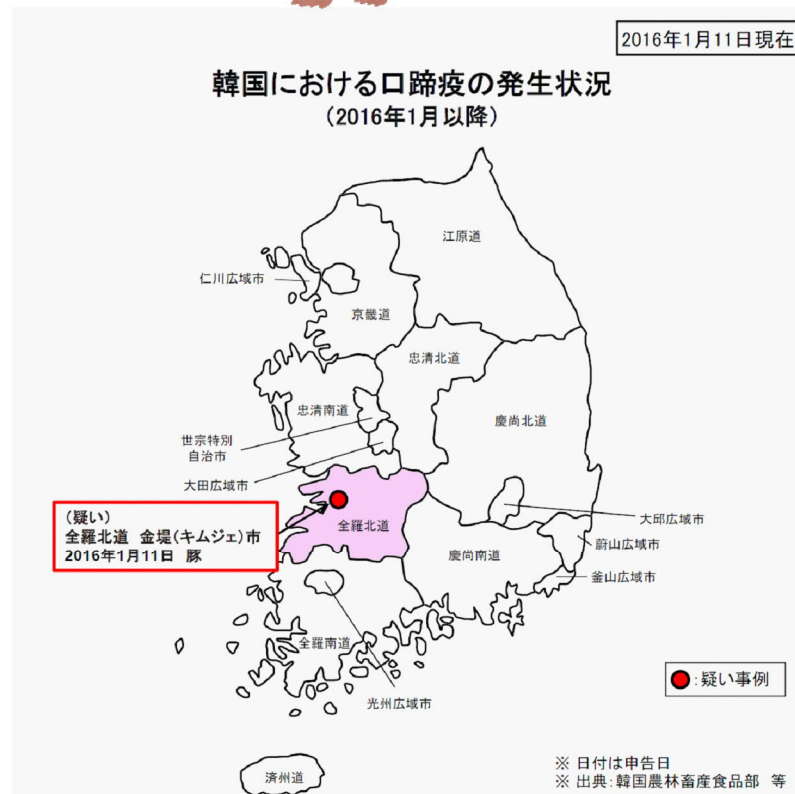 2016年1月11日現在
韓国における口蹄疫の発生状況
(2016年1月以降)
江原道
仁川広域市
京畿道
忠清北道
忠清南道
慶尚北道
世宗特別
自治市
大田広域市
(疑い)
全羅北道 金堤(キムジェ)市
2016年1月11日 豚
全羅北道
大邱広域市
蔚山広域市
慶尚南道
釜山広域市
全羅南道
光州広域市
:疑い事例
済州道
※ 日付は申告日
※ 出典:韓国農林畜産食品部 等